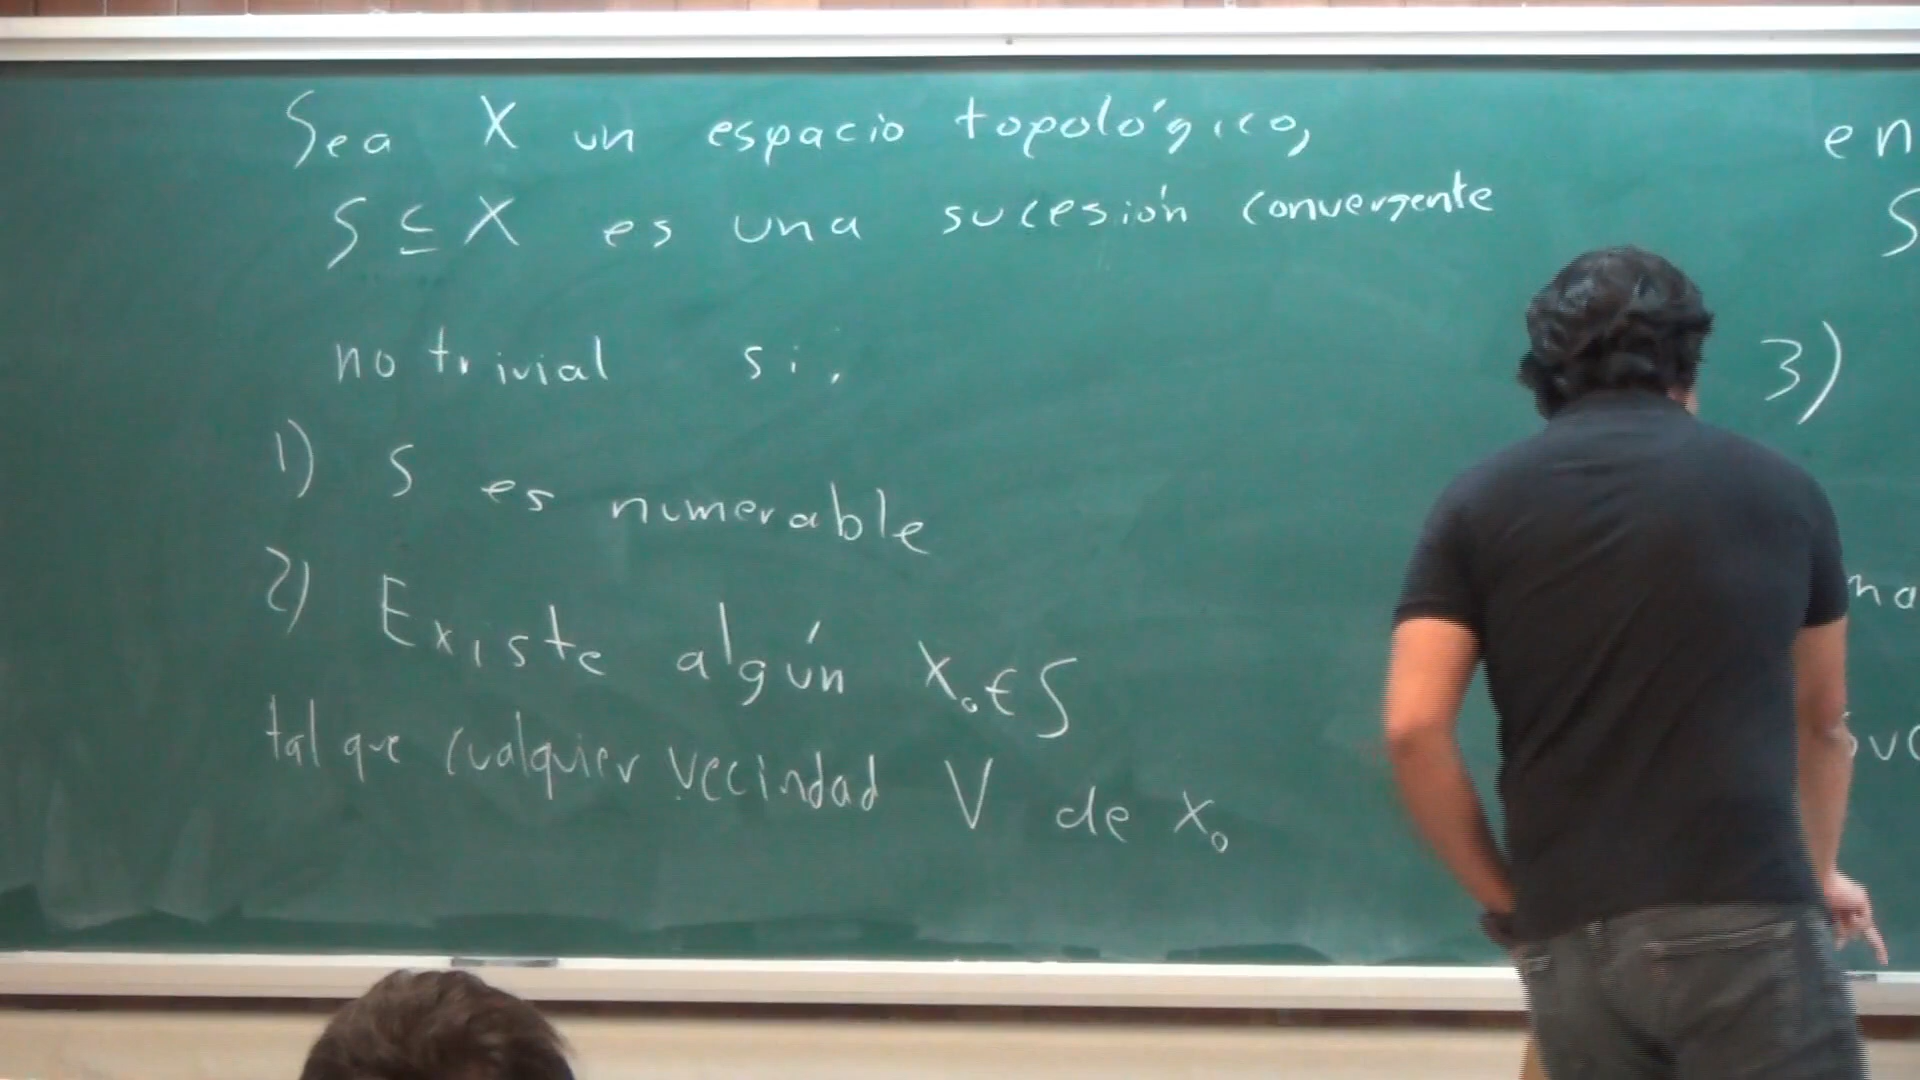 Sea X un espacio topológico,
S ⊆ X es una sucesión convergente
no trivial si.
1) S es numerable
2) Existe algún x₀ ∈ S
tal que cualquier vecindad V de x₀
en
S
3)